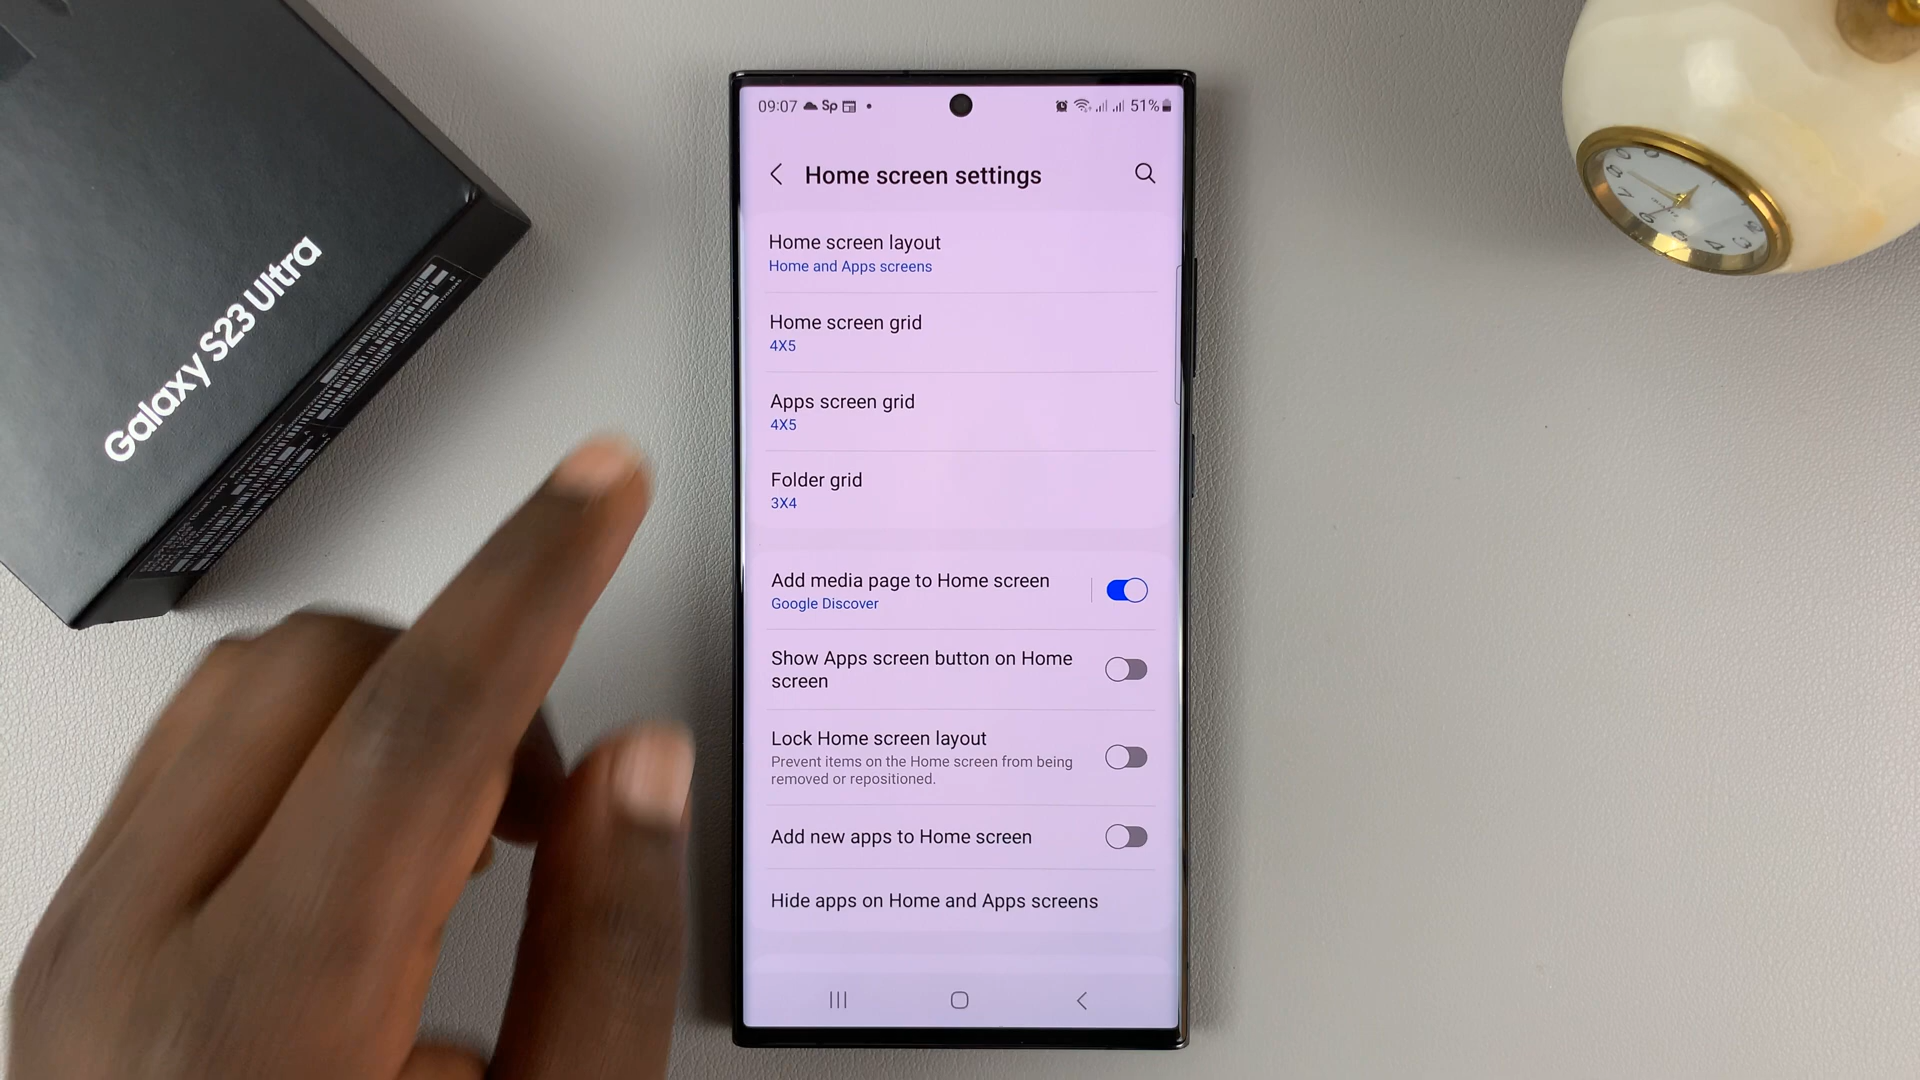 Galaxy S23 Ultra
09:07 Sp 51%
Home screen settings
Home screen layout
Home and Apps screens
Home screen grid
4X5
Apps screen grid
4X5
Folder grid
3X4
Add media page to Home screen
Google Discover
Show Apps screen button on Home
screen
Lock Home screen layout
Prevent items on the Home screen from being
removed or repositioned.
Add new apps to Home screen
Hide apps on Home and Apps screens